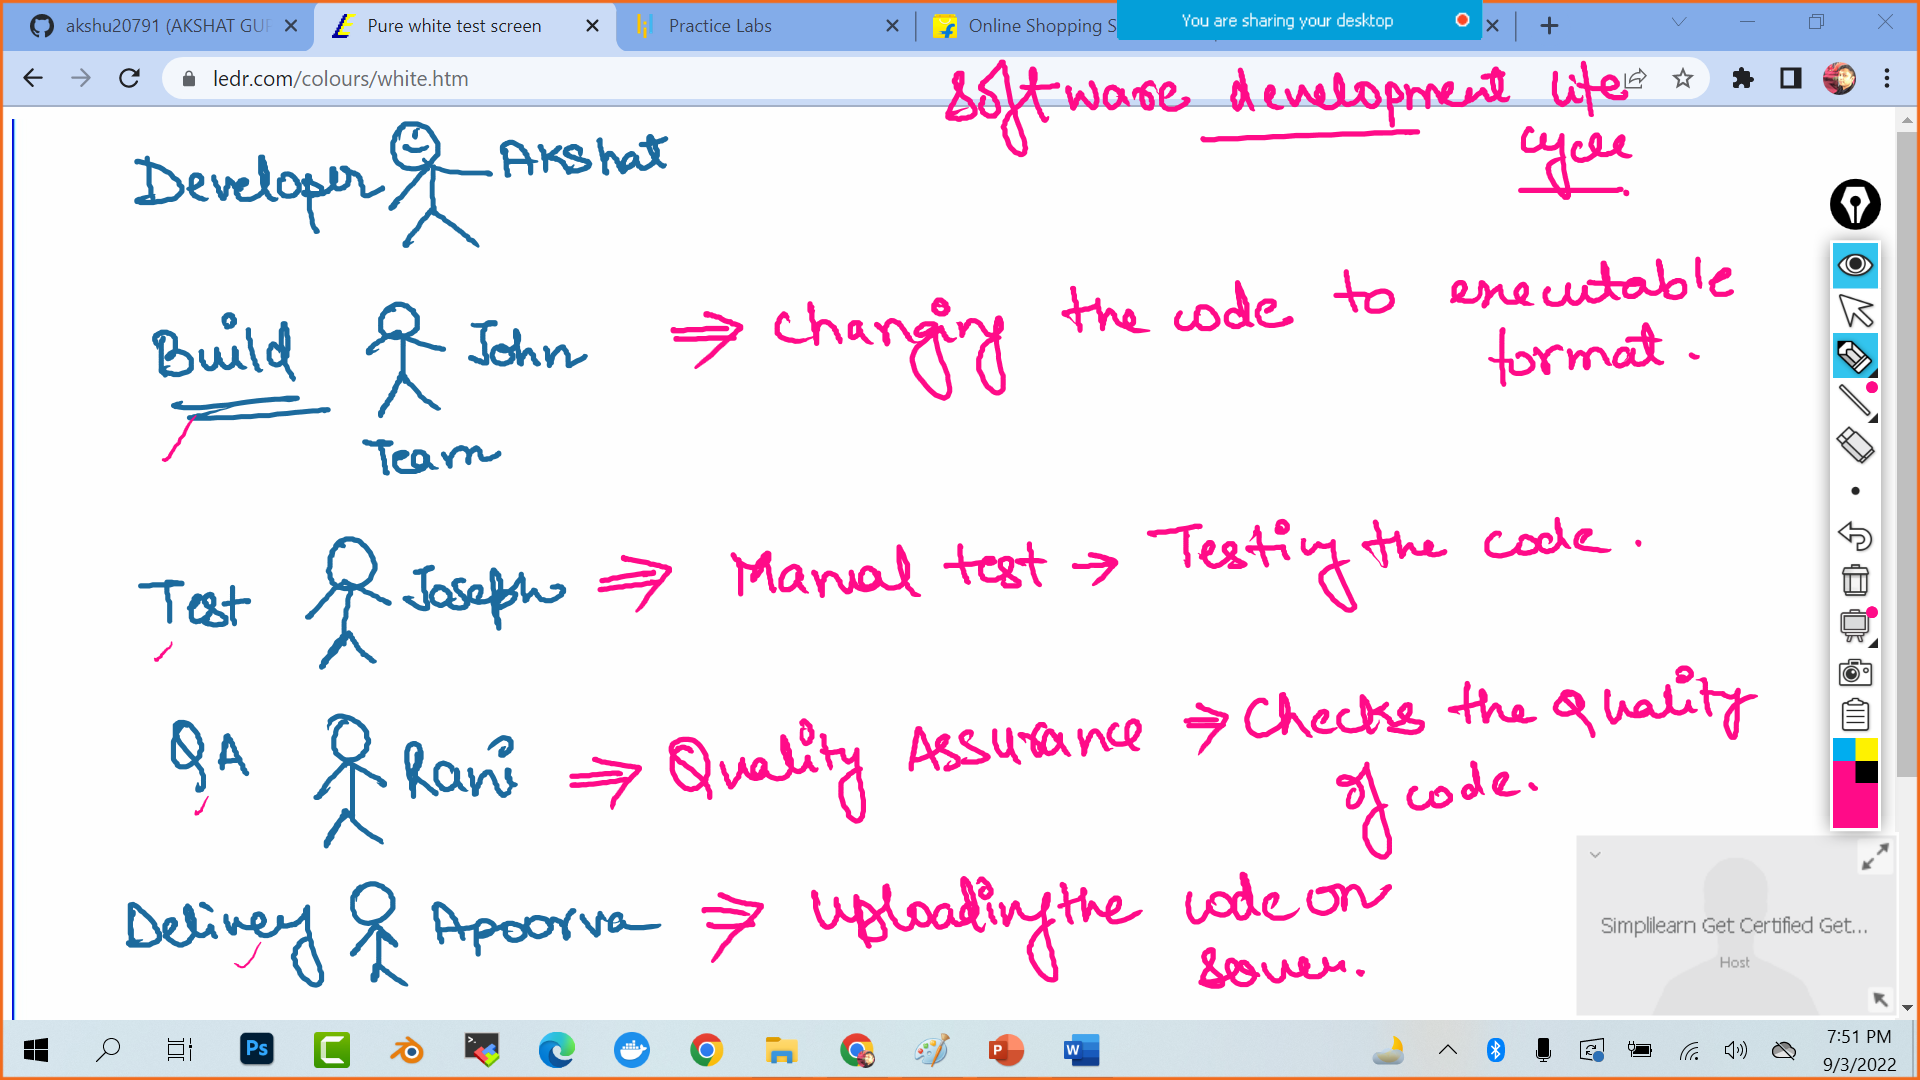 akshu20791 (AKSHAT GUP
Pure white test screen
Practice Labs
Online Shopping S
You are sharing your desktop
ledr.com/colours/white.htm
Software development life
cycle.
Developer Akshat
Build John
Team
⇒ changing the code to executable
format.
Test Joseph ⇒ Manual test → Testing the code.
QA Rani ⇒ Quality Assurance ⇒ Checks the Quality
of code.
Delivey Apoorva ⇒ Uploading the code on
server.
Simplilearn Get Certified Get...
Host
Ps
C
P
W
7:51 PM
9/3/2022